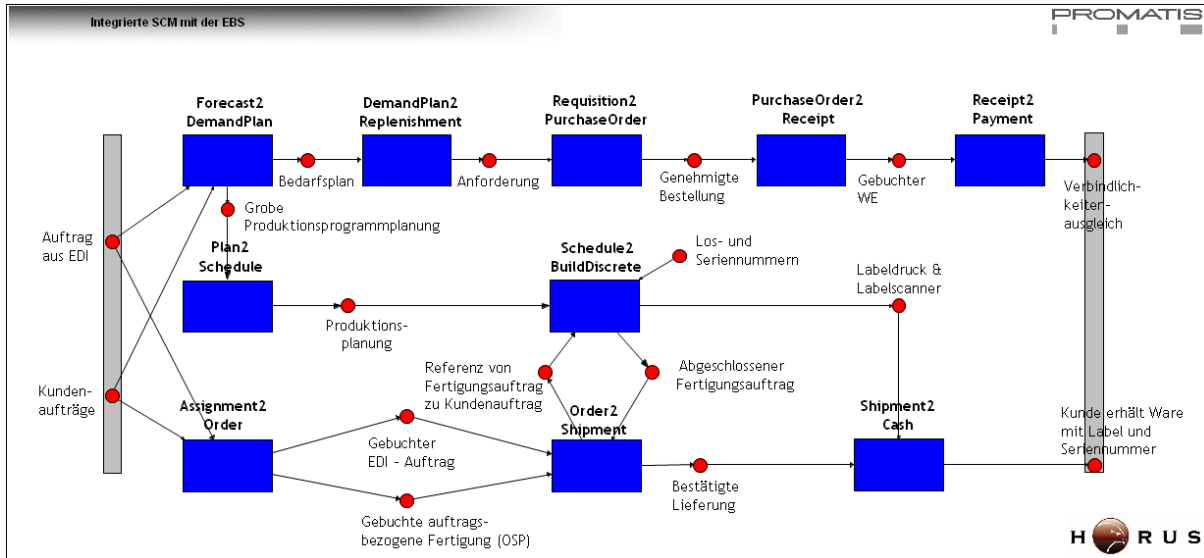 Integrierte SCM mit der EBS
PROMATIS
Forecast2
DemandPlan
DemandPlan2
Replenishment
Requisition2
PurchaseOrder
PurchaseOrder2
Receipt
Receipt2
Payment
Bedarfsplan
Anforderung
Genehmigte
Bestellung
Gebuchter
WE
Verbindlich-
keiter-
ausgleich
Grobe
Produktionsprogrammplanung
Auftrag
aus EDI
Plan2
Schedule
Schedule2
BuildDiscrete
Los- und
Seriennummern
Labeldruck &
Labelscanner
Produktions-
planung
Referenz von
Fertigungsauftrag
zu Kundenauftrag
Abgeschlossener
Fertigungsauftrag
Kunden-
aufträge
Assignment2
Order
Order2
Shipment
Shipment2
Cash
Kunde erhält Ware
mit Label und
Seriennummer
Gebuchter
EDI - Auftrag
Bestätigte
Lieferung
Gebuchte auftrags-
bezogene Fertigung (OSP)
HORUS